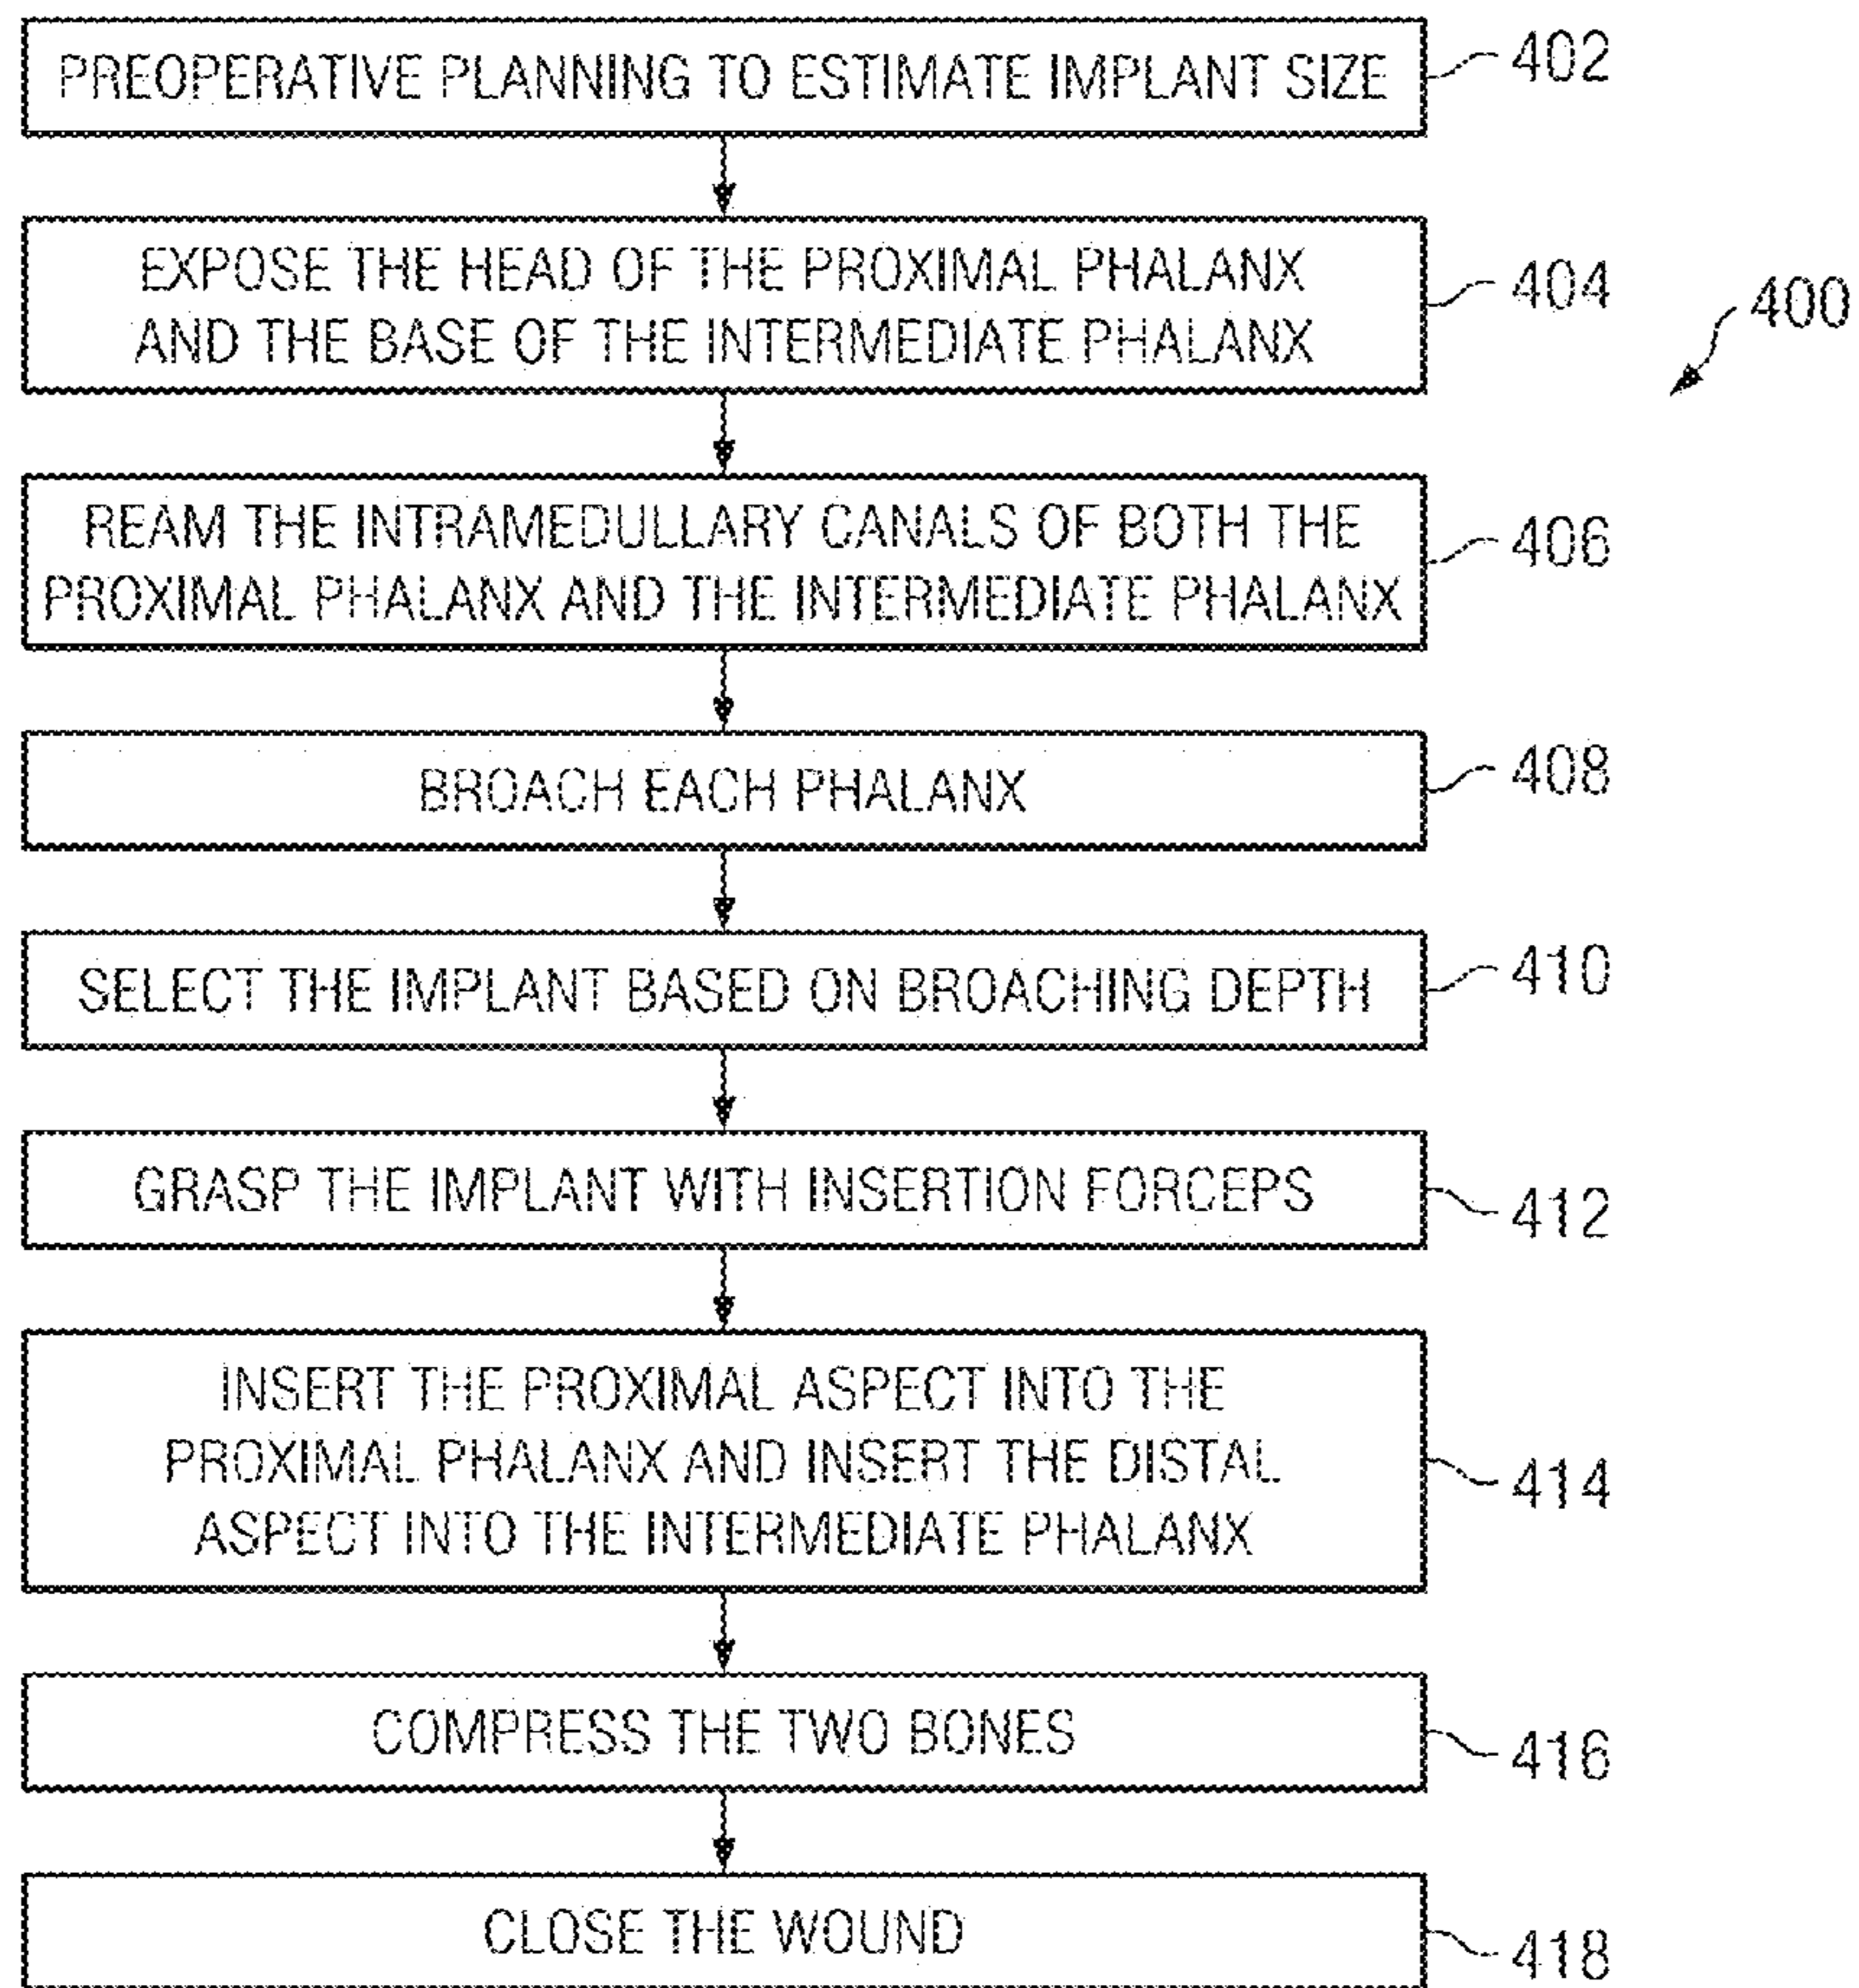 PREOPERATIVE PLANNING TO ESTIMATE IMPLANT SIZE
402
EXPOSE THE HEAD OF THE PROXIMAL PHALANX
AND THE BASE OF THE INTERMEDIATE PHALANX
404
400
REAM THE INTRAMEDULLARY CANALS OF BOTH THE
PROXIMAL PHALANX AND THE INTERMEDIATE PHALANX
406
BROACH EACH PHALANX
408
SELECT THE IMPLANT BASED ON BROACHING DEPTH
410
GRASP THE IMPLANT WITH INSERTION FORCEPS
412
INSERT THE PROXIMAL ASPECT INTO THE
PROXIMAL PHALANX AND INSERT THE DISTAL
ASPECT INTO THE INTERMEDIATE PHALANX
414
COMPRESS THE TWO BONES
416
CLOSE THE WOUND
418